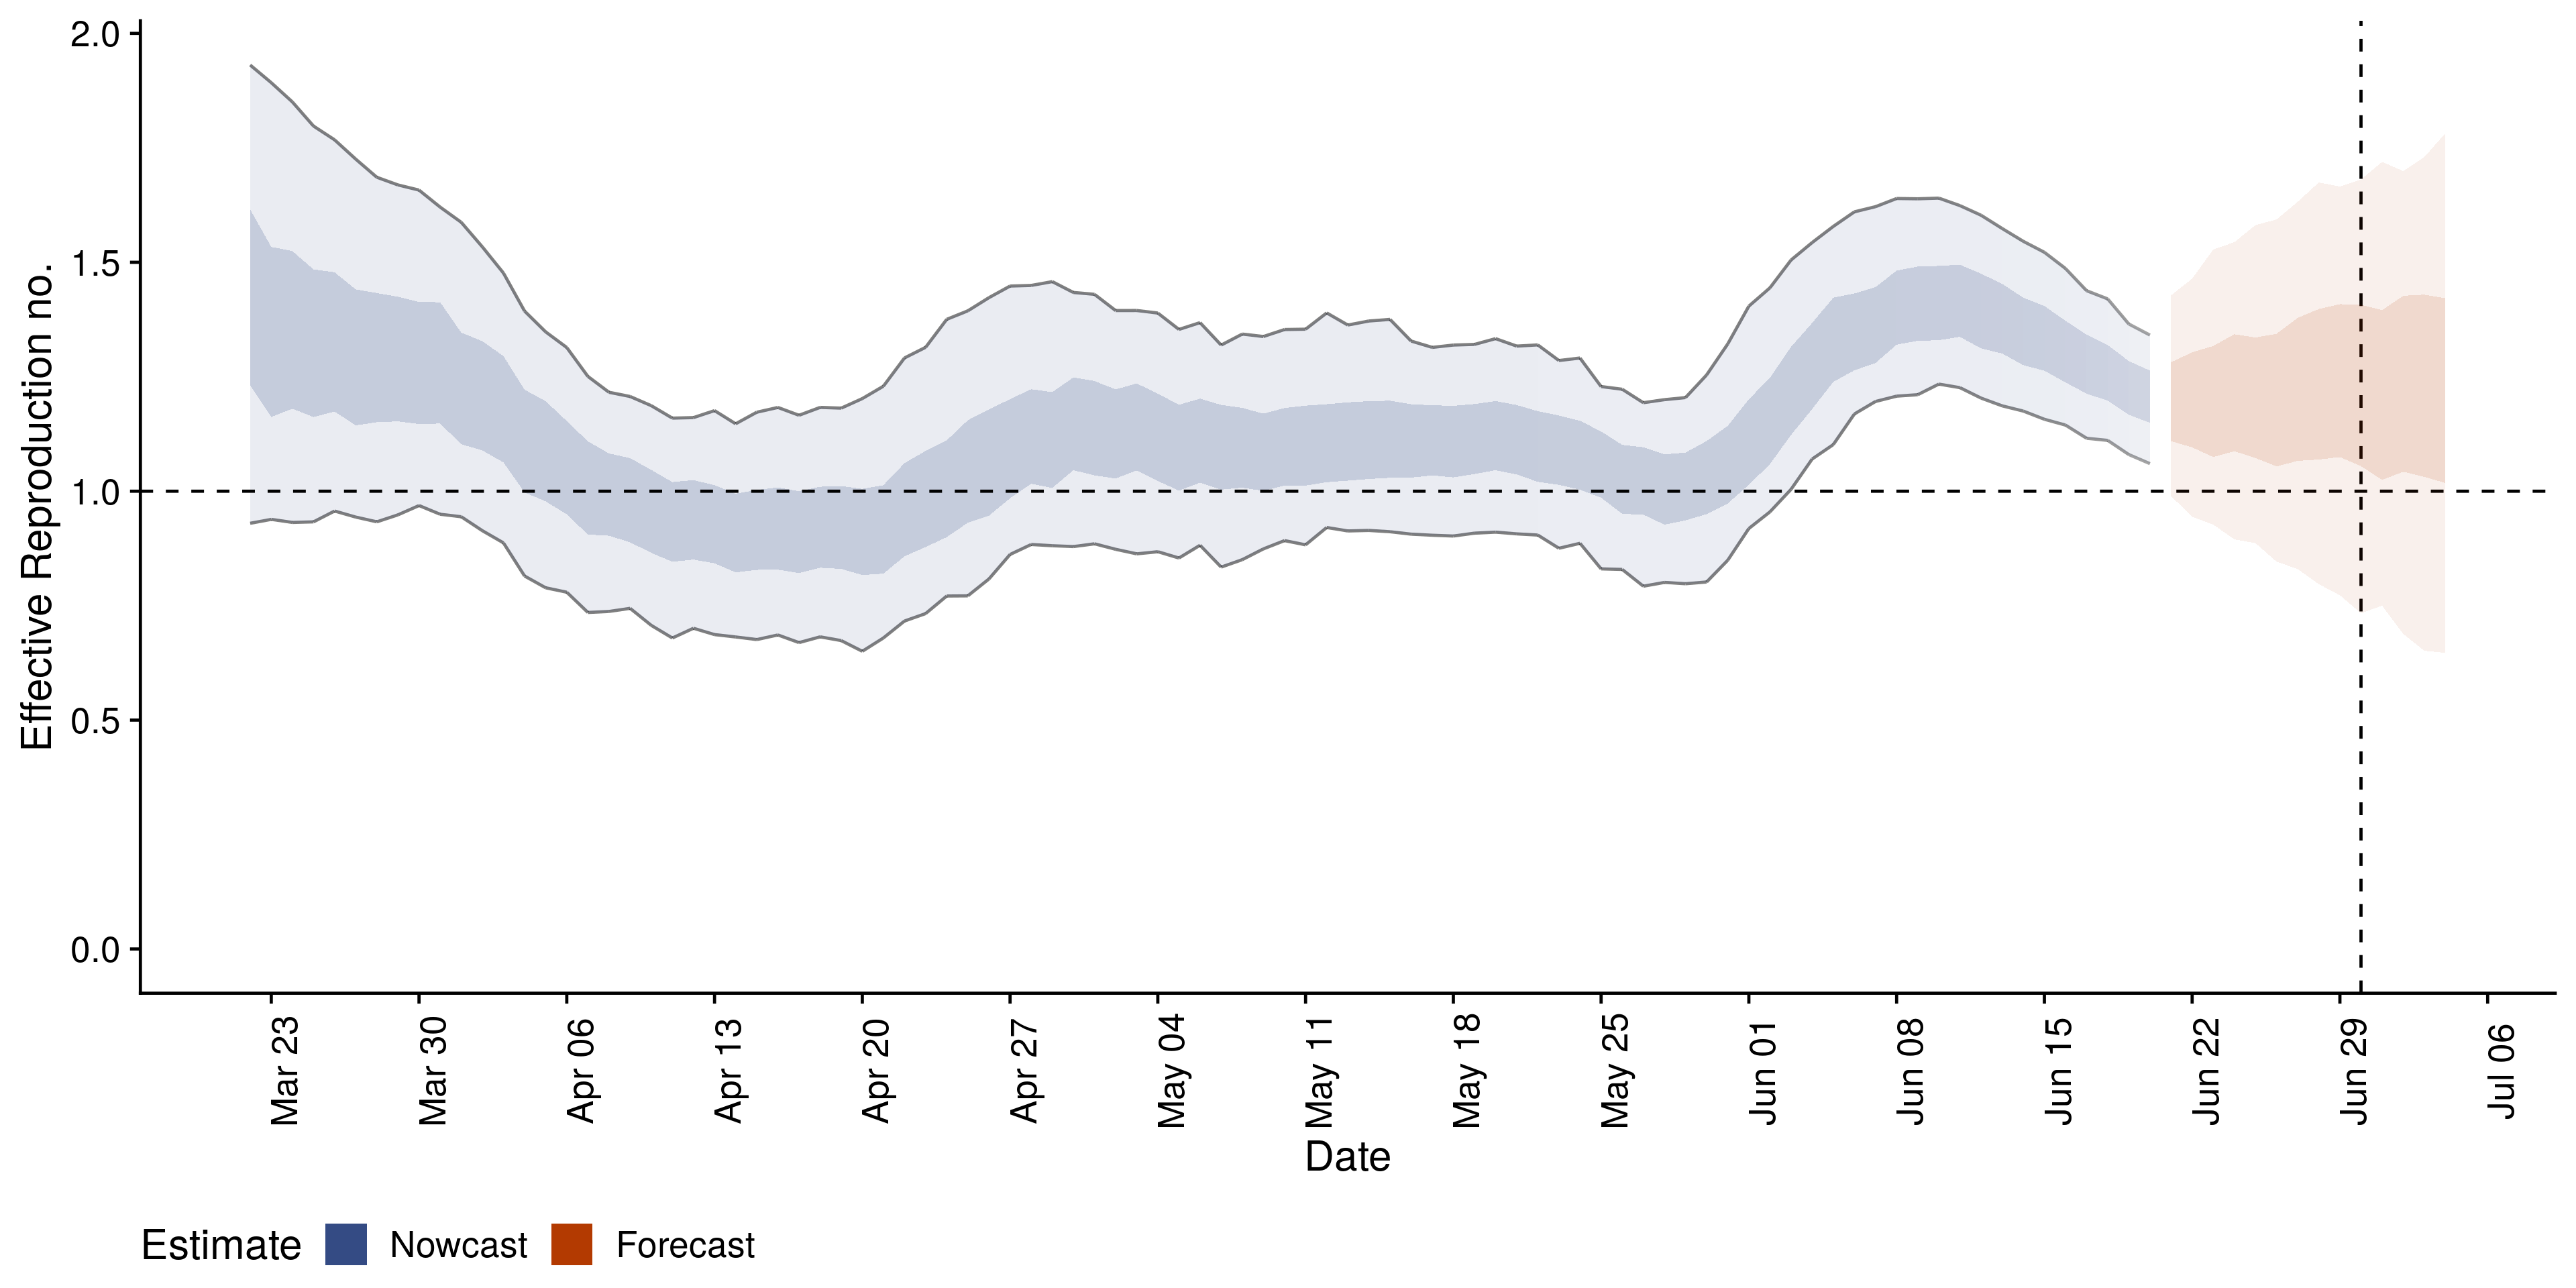 Effective Reproduction no.
2.0
1.5
1.0
0.5
0.0
Mar 23
Mar 30
Apr 06
Apr 13
Apr 20
Apr 27
May 04
May 11
May 18
May 25
Jun 01
Jun 08
Jun 15
Jun 22
Jun 29
Jul 06
Date
Estimate Nowcast Forecast